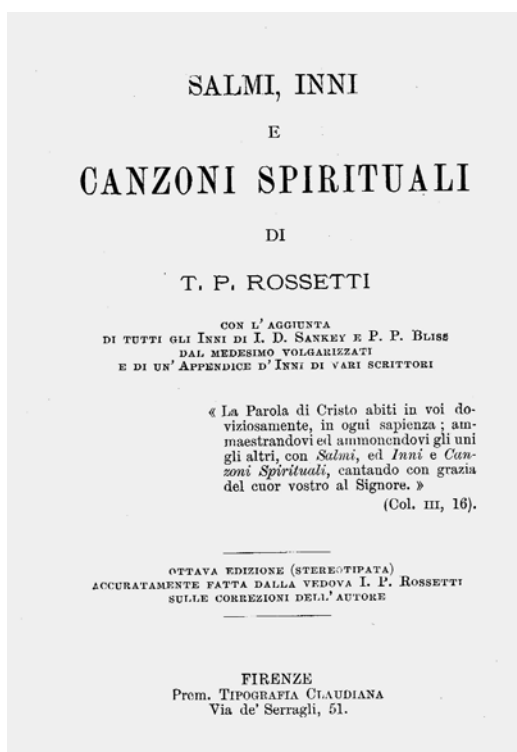 SALMI, INNI
E
CANZONI SPIRITUALI
DI
T. P. ROSSETTI
CON L' AGGIUNTA
DI TUTTI GLI INNI DI I. D. SANKEY E P. P. BLISS
DAL MEDESIMO VOLGARIZZATI
E DI UN' APPENDICE D' INNI DI VARI SCRITTORI
« La Parola di Cristo abiti in voi do-
viziosamente, in ogni sapienza ; am-
maestrandovi ed ammonendovi gli uni
gli altri, con Salmi, ed Inni e Can-
zoni Spirituali, cantando con grazia
del cuor vostro al Signore. »
(Col. III, 16).
OTTAVA EDIZIONE (STEREOTIPATA)
ACCURATAMENTE FATTA DALLA VEDOVA I. P. ROSSETTI
SULLE CORREZIONI DELL' AUTORE
FIRENZE
Prem. TIPOGRAFIA CLAUDIANA
Via de' Serragli, 51.